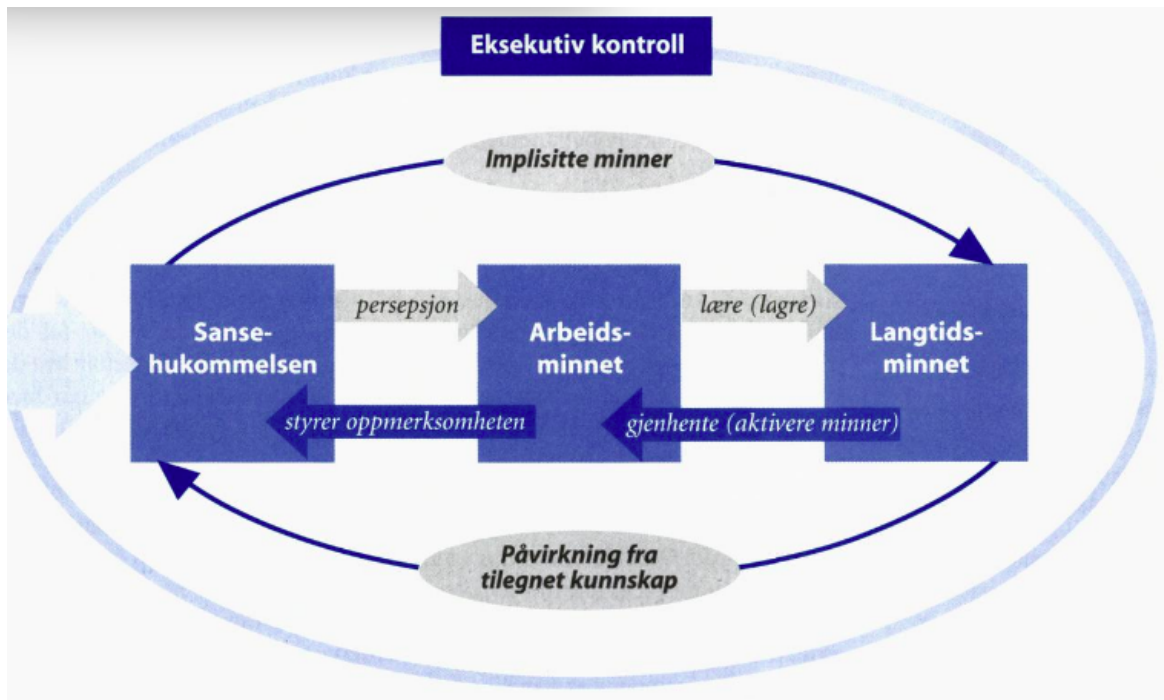 Eksekutiv kontroll
Implisitte minner
Sanse-
hukommelsen
persepsjon
Arbeids-
minnet
lære (lagre)
Langtids-
minnet
styrer oppmerksomheten
gjenhente (aktivere minner)
Påvirkning fra
tilegnet kunnskap